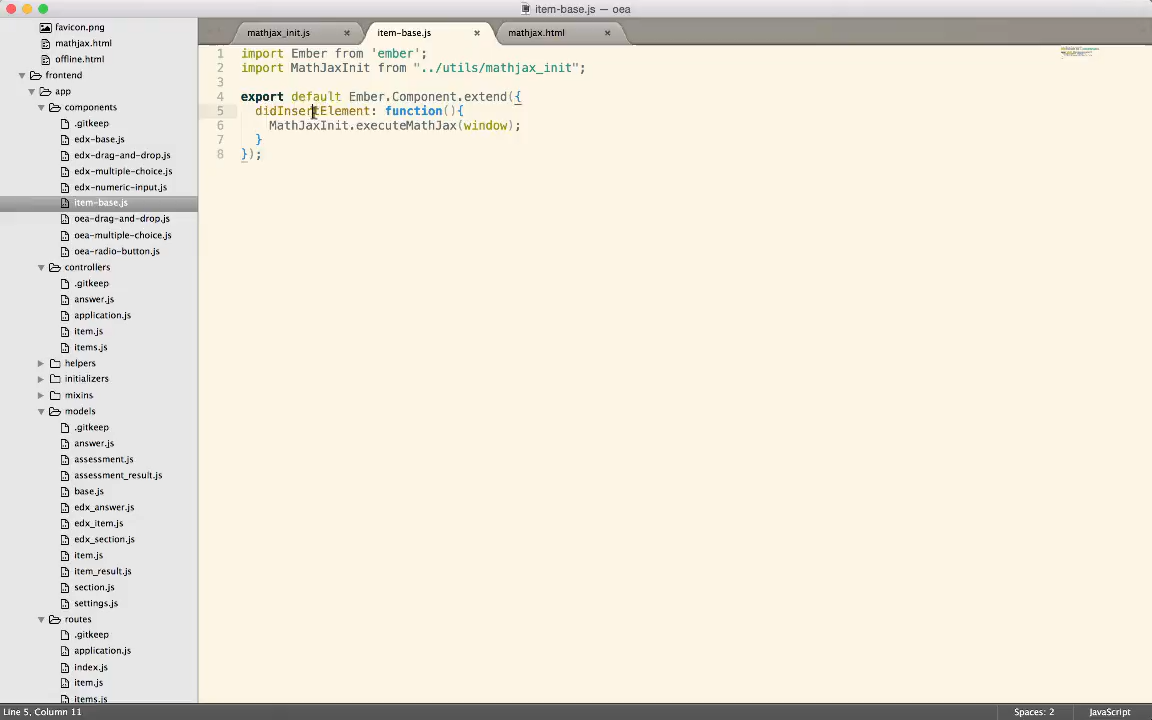 item-base.js — oea
favicon.png
mathjax.html
offline.html
frontend
app
components
.gitkeep
edx-base.js
edx-drag-and-drop.js
edx-multiple-choice.js
edx-numeric-input.js
item-base.js
oea-drag-and-drop.js
oea-multiple-choice.js
oea-radio-button.js
controllers
.gitkeep
answer.js
application.js
item.js
items.js
helpers
initializers
mixins
models
.gitkeep
answer.js
assessment.js
assessment_result.js
base.js
edx_answer.js
edx_item.js
edx_section.js
item.js
item_result.js
section.js
settings.js
routes
.gitkeep
application.js
index.js
item.js
items.js
mathjax_init.js × item-base.js × mathjax.html ×
1 import Ember from 'ember';
2 import MathJaxInit from "../utils/mathjax_init";
3
4 export default Ember.Component.extend({
5 didInsertElement: function(){
6 MathJaxInit.executeMathJax(window);
7 }
8 });
Line 5, Column 11 Spaces: 2 JavaScript